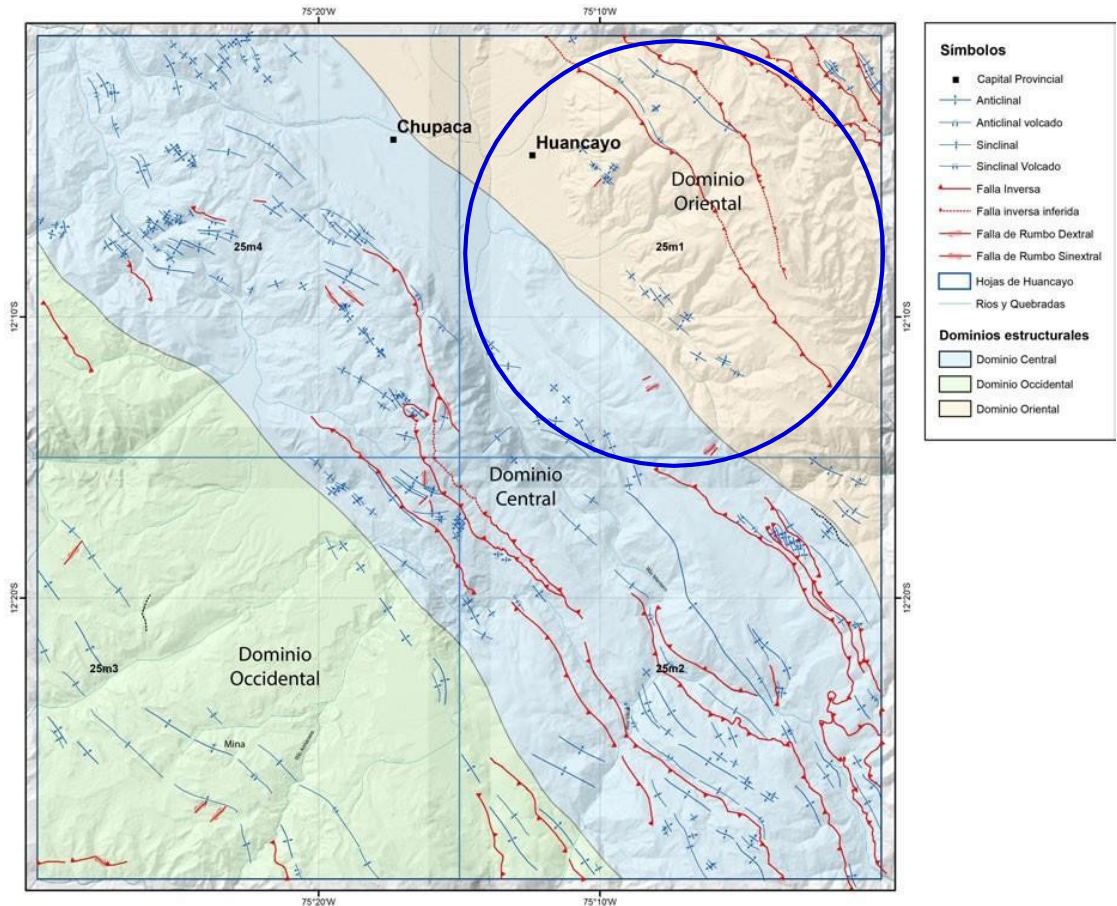 75°20'W
75°10'W
Chupaca
Huancayo
Dominio
Oriental
25m4
25m1
12°10'S
12°10'S
Dominio
Central
12°20'S
12°20'S
Dominio
Occidental
25m3
25m2
Mina
75°20'W
75°10'W
Símbolos
Capital Provincial
Anticlinal
Anticlinal volcado
Sinclinal
Sinclinal Volcado
Falla Inversa
Falla inversa inferida
Falla de Rumbo Dextral
Falla de Rumbo Sinextral
Hojas de Huancayo
Rios y Quebradas
Dominios estructurales
Dominio Central
Dominio Occidental
Dominio Oriental